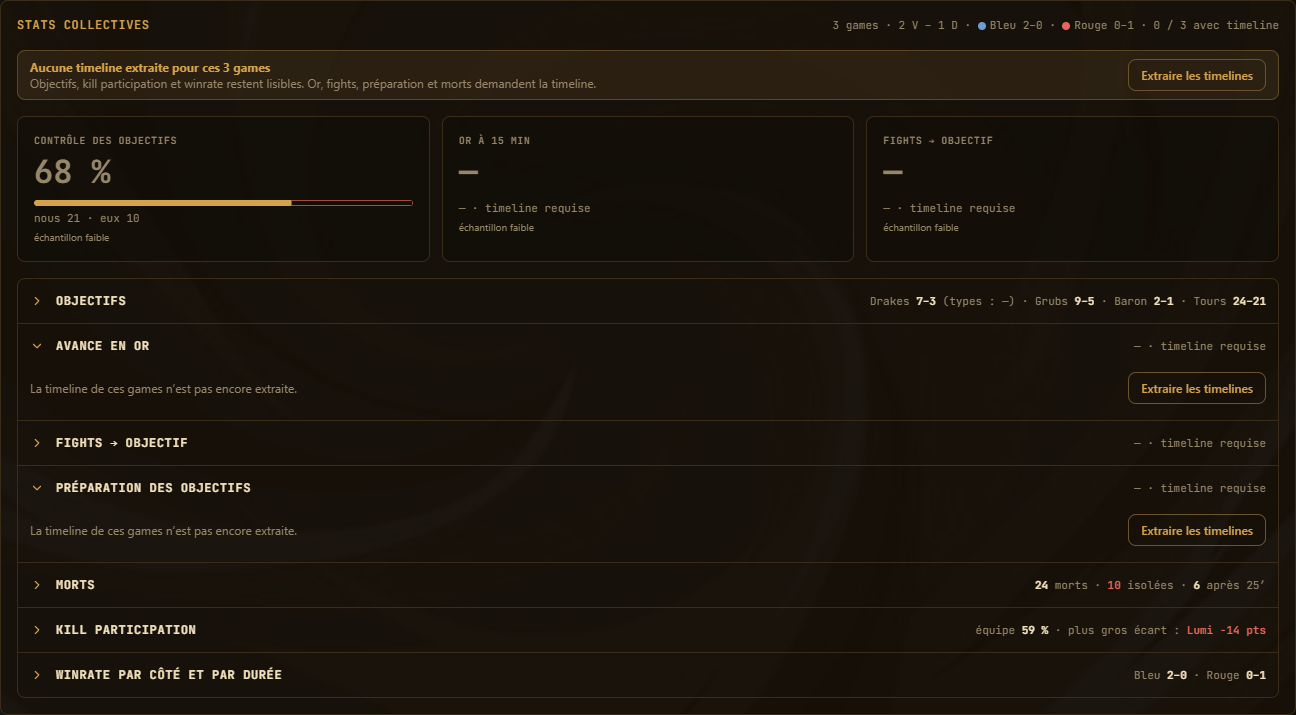 STATS COLLECTIVES
3 games · 2 V – 1 D · Bleu 2–0 · Rouge 0–1 · 0 / 3 avec timeline
Aucune timeline extraite pour ces 3 games
Objectifs, kill participation et winrate restent lisibles. Or, fights, préparation et morts demandent la timeline.
Extraire les timelines
CONTRÔLE DES OBJECTIFS
68 %
nous 21 · eux 10
échantillon faible
OR À 15 MIN
—
— · timeline requise
échantillon faible
FIGHTS → OBJECTIF
—
— · timeline requise
échantillon faible
OBJECTIFS
Drakes 7–3 (types : —) · Grubs 9–5 · Baron 2–1 · Tours 24–21
AVANCE EN OR
— · timeline requise
La timeline de ces games n’est pas encore extraite.
Extraire les timelines
FIGHTS → OBJECTIF
— · timeline requise
PRÉPARATION DES OBJECTIFS
— · timeline requise
La timeline de ces games n’est pas encore extraite.
Extraire les timelines
MORTS
24 morts · 10 isolées · 6 après 25’
KILL PARTICIPATION
équipe 59 % · plus gros écart : Lumi -14 pts
WINRATE PAR CÔTÉ ET PAR DURÉE
Bleu 2–0 · Rouge 0–1